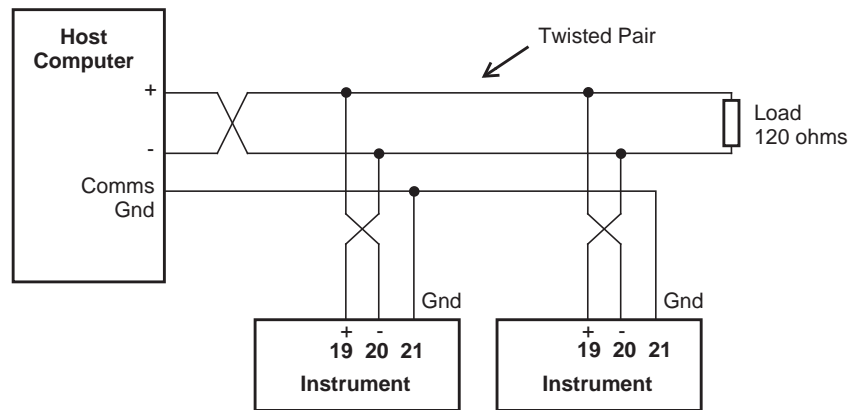 Host
Computer
+
-
Comms
Gnd
Twisted Pair
Load
120 ohms
Gnd
+ -
19 20 21
Instrument
Gnd
+ -
19 20 21
Instrument